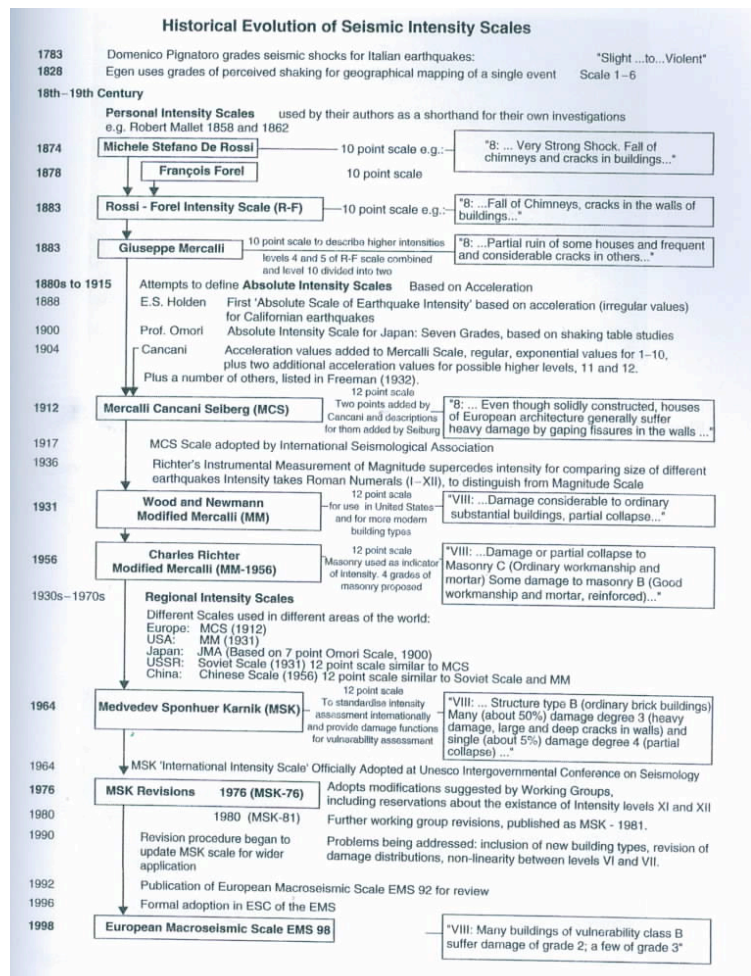 Historical Evolution of Seismic Intensity Scales
1783 Domenico Pignatoro grades seismic shocks for Italian earthquakes: "Slight ...to...Violent"
1828 Egen uses grades of perceived shaking for geographical mapping of a single event Scale 1–6
18th–19th Century
Personal Intensity Scales used by their authors as a shorthand for their own investigations
e.g. Robert Mallet 1858 and 1862
1874 Michele Stefano De Rossi 10 point scale e.g.:
"8: ... Very Strong Shock. Fall of
chimneys and cracks in buildings..."
1878 François Forel 10 point scale
1883 Rossi - Forel Intensity Scale (R-F) 10 point scale e.g.:
"8: ...Fall of Chimneys, cracks in the walls of
buildings..."
1883 Giuseppe Mercalli
10 point scale to describe higher intensities
levels 4 and 5 of R-F scale combined
and level 10 divided into two
"8: ...Partial ruin of some houses and frequent
and considerable cracks in others..."
1880s to 1915 Attempts to define Absolute Intensity Scales Based on Acceleration
1888 E.S. Holden First 'Absolute Scale of Earthquake Intensity' based on acceleration (irregular values)
for Californian earthquakes
1900 Prof. Omori Absolute Intensity Scale for Japan: Seven Grades, based on shaking table studies
1904 Cancani Acceleration values added to Mercalli Scale, regular, exponential values for 1–10,
plus two additional acceleration values for possible higher levels, 11 and 12.
Plus a number of others, listed in Freeman (1932).
1912 Mercalli Cancani Seiberg (MCS)
12 point scale
Two points added by
Cancani and descriptions
for them added by Seiburg
"8: ... Even though solidly constructed, houses
of European architecture generally suffer
heavy damage by gaping fissures in the walls ..."
1917 MCS Scale adopted by International Seismological Association
1936 Richter's Instrumental Measurement of Magnitude supercedes intensity for comparing size of different
earthquakes Intensity takes Roman Numerals (I–XII), to distinguish from Magnitude Scale
1931 Wood and Newmann
Modified Mercalli (MM)
12 point scale
for use in United States
and for more modern
building types
"VIII: ...Damage considerable to ordinary
substantial buildings, partial collapse..."
1956 Charles Richter
Modified Mercalli (MM-1956)
12 point scale
Masonry used as indicator
of intensity. 4 grades of
masonry proposed
"VIII: ...Damage or partial collapse to
Masonry C (Ordinary workmanship and
mortar) Some damage to masonry B (Good
workmanship and mortar, reinforced)..."
1930s–1970s Regional Intensity Scales
Different Scales used in different areas of the world:
Europe: MCS (1912)
USA: MM (1931)
Japan: JMA (Based on 7 point Omori Scale, 1900)
USSR: Soviet Scale (1931) 12 point scale similar to MCS
China: Chinese Scale (1956) 12 point scale similar to Soviet Scale and MM
1964 Medvedev Sponhuer Karnik (MSK)
12 point scale
To standardise intensity
assessment internationally
and provide damage functions
for vulnerability assessment
"VIII: ... Structure type B (ordinary brick buildings)
Many (about 50%) damage degree 3 (heavy
damage, large and deep cracks in walls) and
single (about 5%) damage degree 4 (partial
collapse) ..."
1964 MSK 'International Intensity Scale' Officially Adopted at Unesco Intergovernmental Conference on Seismology
1976 MSK Revisions 1976 (MSK-76) Adopts modifications suggested by Working Groups,
including reservations about the existance of Intensity levels XI and XII
1980 1980 (MSK-81) Further working group revisions, published as MSK - 1981.
1990 Revision procedure began to
update MSK scale for wider
application
Problems being addressed: inclusion of new building types, revision of
damage distributions, non-linearity between levels VI and VII.
1992 Publication of European Macroseismic Scale EMS 92 for review
1996 Formal adoption in ESC of the EMS
1998 European Macroseismic Scale EMS 98
"VIII: Many buildings of vulnerability class B
suffer damage of grade 2; a few of grade 3"